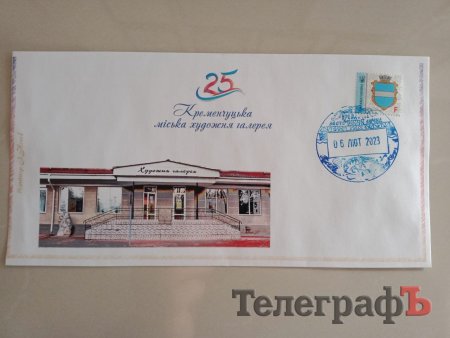 25
Кременчуцька
міська художня галерея
F
06 ЛЮТ 2023
Художня галерея
ТелеграфЪ